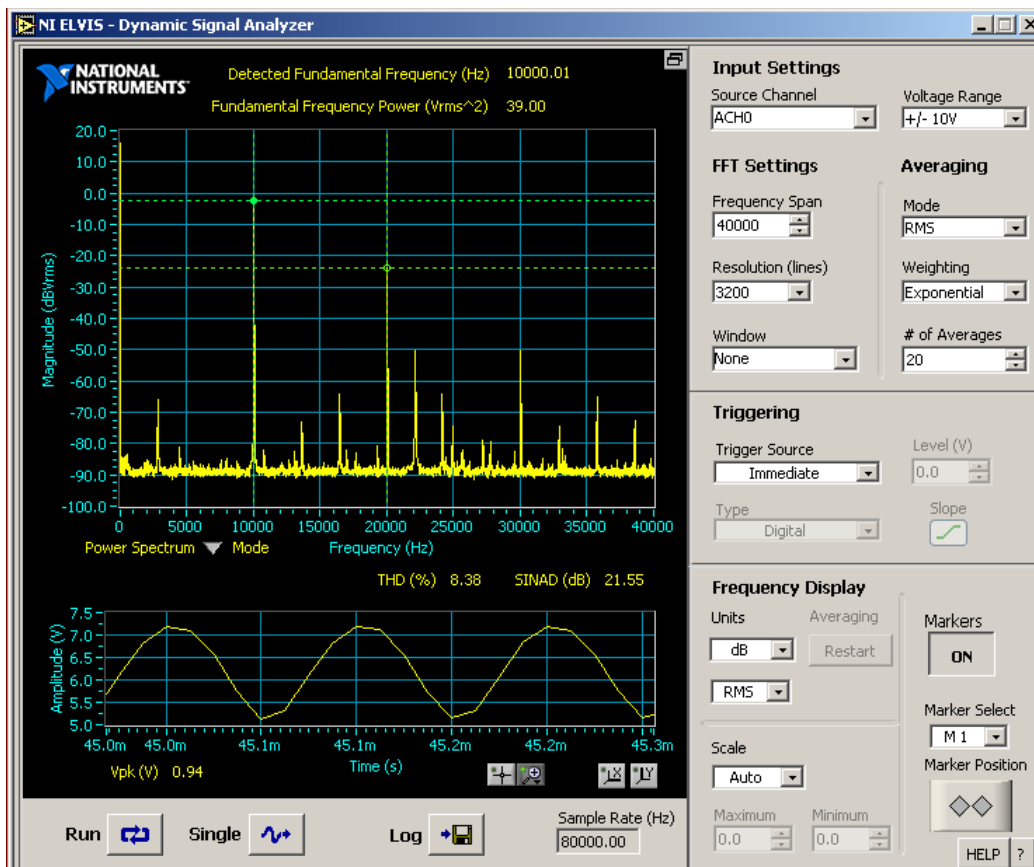 NI ELVIS - Dynamic Signal Analyzer
NATIONAL INSTRUMENTS™
Detected Fundamental Frequency (Hz) 10000.01
Fundamental Frequency Power (Vrms^2) 39.00
Magnitude (dBVrms)
20.0
10.0
0.0
-10.0
-20.0
-30.0
-40.0
-50.0
-60.0
-70.0
-80.0
-90.0
-100.0
0 5000 10000 15000 20000 25000 30000 35000 40000
Power Spectrum Mode Frequency (Hz)
THD (%) 8.38 SINAD (dB) 21.55
Amplitude (V)
7.5
7.0
6.5
6.0
5.5
5.0
45.0m 45.0m 45.1m 45.1m 45.2m 45.2m 45.3m
Vpk (V) 0.94 Time (s)
X Y
Run Single Log
Sample Rate (Hz)
80000.00
Input Settings
Source Channel Voltage Range
ACH0 +/- 10V
FFT Settings Averaging
Frequency Span Mode
40000 RMS
Resolution (lines) Weighting
3200 Exponential
Window # of Averages
None 20
Triggering
Trigger Source Level (V)
Immediate 0.0
Type Slope
Digital
Frequency Display
Units Averaging Markers
dB Restart ON
RMS
Marker Select
M 1
Scale Marker Position
Auto
Maximum Minimum
0.0 0.0
HELP ?